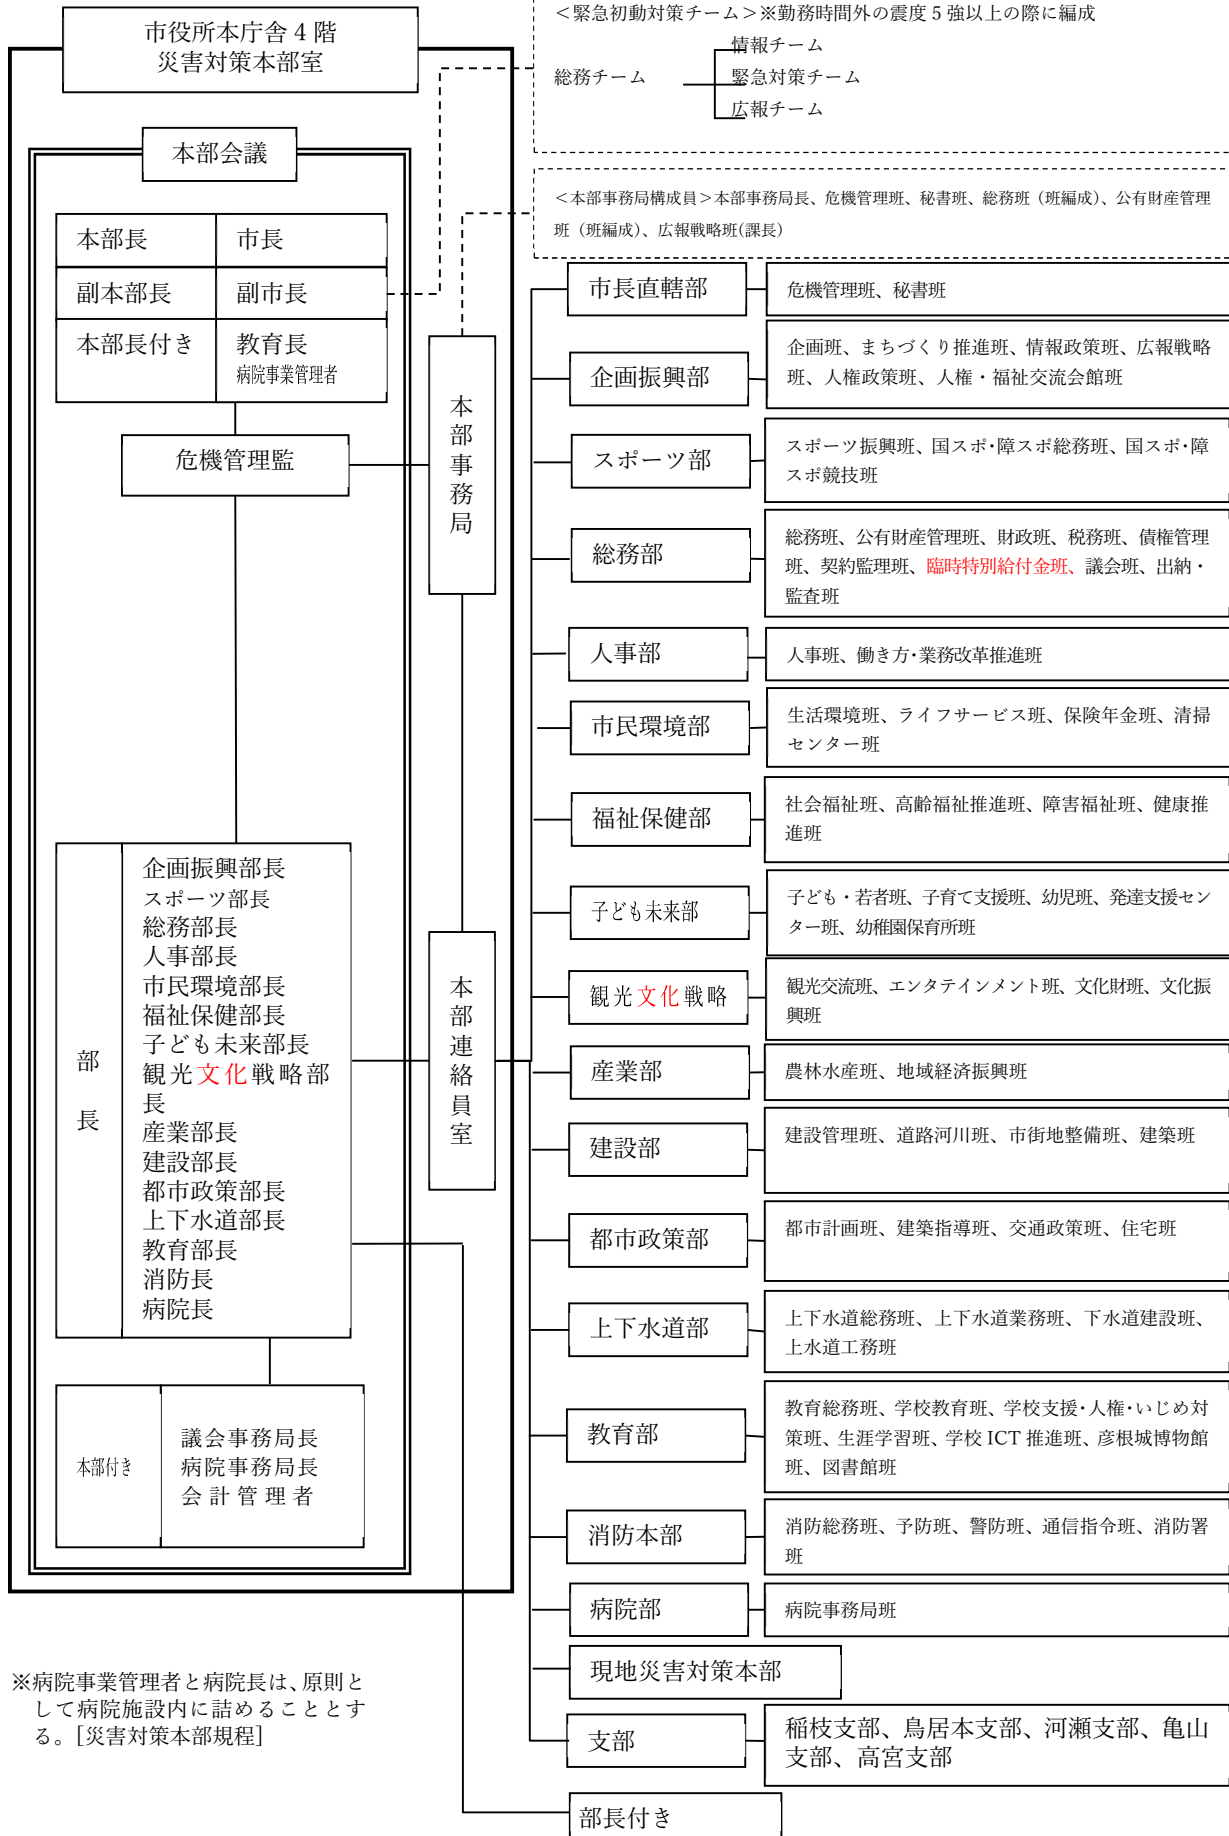 市役所本庁舎 4 階
災害対策本部室
本部会議
本部長
市長
副本部長
副市長
本部長付き
教育長
病院事業管理者
危機管理監
部
長
企画振興部長
スポーツ部長
総務部長
人事部長
市民環境部長
福祉保健部長
子ども未来部長
観光文化戦略部
長
産業部長
建設部長
都市政策部長
上下水道部長
教育部長
消防長
病院長
本部付き
議会事務局長
病院事務局長
会計管理者
※病院事業管理者と病院長は、原則と
して病院施設内に詰めることとす
る。[災害対策本部規程]
本部事務局
本部連絡員室
＜緊急初動対策チーム＞※勤務時間外の震度 5 強以上の際に編成
情報チーム
総務チーム
緊急対策チーム
広報チーム
＜本部事務局構成員＞本部事務局長、危機管理班、秘書班、総務班（班編成）、公有財産管理
班（班編成）、広報戦略班(課長)
市長直轄部
危機管理班、秘書班
企画振興部
企画班、まちづくり推進班、情報政策班、広報戦略
班、人権政策班、人権・福祉交流会館班
スポーツ部
スポーツ振興班、国スポ・障スポ総務班、国スポ・障
スポ競技班
総務部
総務班、公有財産管理班、財政班、税務班、債権管理
班、契約監理班、臨時特別給付金班、議会班、出納・
監査班
人事部
人事班、働き方・業務改革推進班
市民環境部
生活環境班、ライフサービス班、保険年金班、清掃
センター班
福祉保健部
社会福祉班、高齢福祉推進班、障害福祉班、健康推
進班
子ども未来部
子ども・若者班、子育て支援班、幼児班、発達支援セン
ター班、幼稚園保育所班
観光文化戦略
観光交流班、エンタテインメント班、文化財班、文化振
興班
産業部
農林水産班、地域経済振興班
建設部
建設管理班、道路河川班、市街地整備班、建築班
都市政策部
都市計画班、建築指導班、交通政策班、住宅班
上下水道部
上下水道総務班、上下水道業務班、下水道建設班、
上水道工務班
教育部
教育総務班、学校教育班、学校支援・人権・いじめ対
策班、生涯学習班、学校 ICT 推進班、彦根城博物館
班、図書館班
消防本部
消防総務班、予防班、警防班、通信指令班、消防署
班
病院部
病院事務局班
現地災害対策本部
支部
稲枝支部、鳥居本支部、河瀬支部、亀山
支部、高宮支部
部長付き